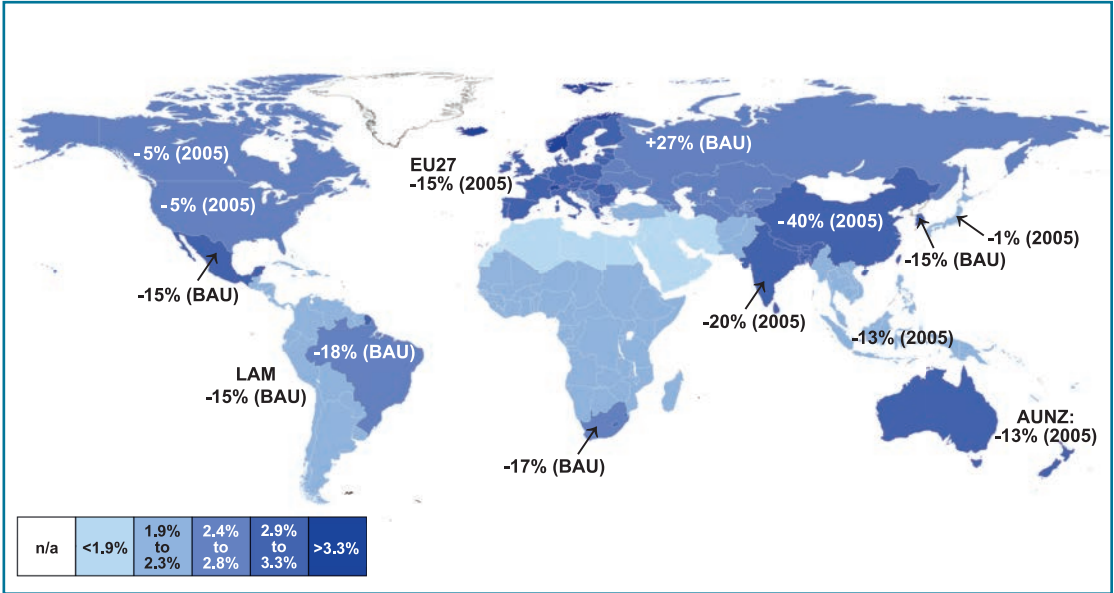 -5% (2005)
-5% (2005)
EU27
-15% (2005)
+27% (BAU)
-40% (2005)
-1% (2005)
-15% (BAU)
-15% (BAU)
-20% (2005)
-13% (2005)
-18% (BAU)
LAM
-15% (BAU)
-17% (BAU)
AUNZ:
-13% (2005)
n/a
<1.9%
1.9%
to
2.3%
2.4%
to
2.8%
2.9%
to
3.3%
>3.3%